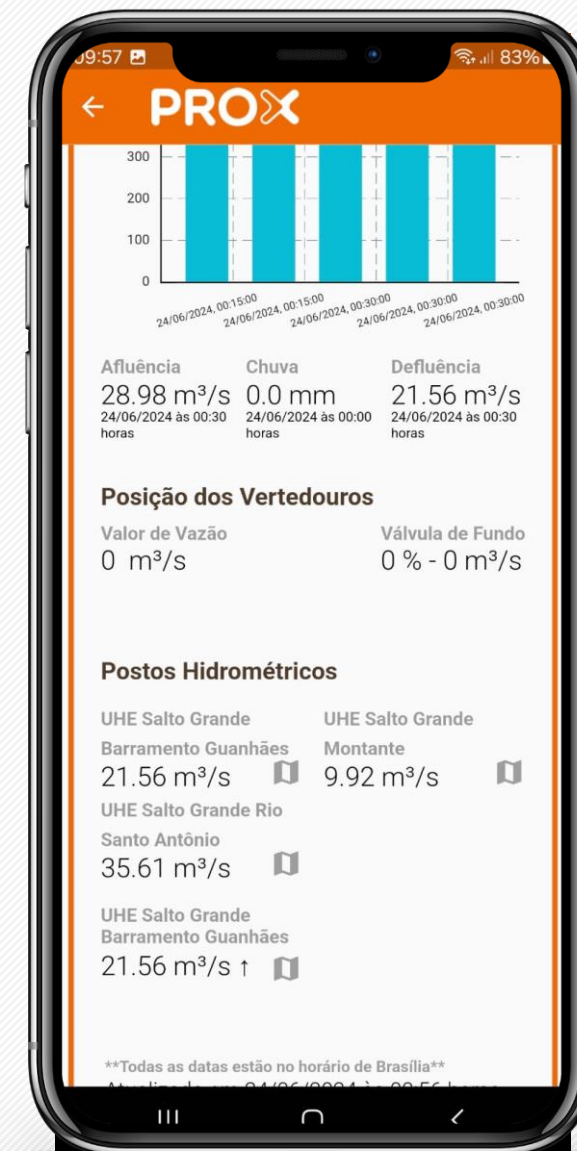 09:57 83%
PROX
300
200
100
0
24/06/2024, 00:15:00 24/06/2024, 00:15:00 24/06/2024, 00:30:00 24/06/2024, 00:30:00 24/06/2024, 00:30:00
Afluência Chuva Defluência
28.98 m³/s 0.0 mm 21.56 m³/s
24/06/2024 às 00:30 24/06/2024 às 00:00 24/06/2024 às 00:30
horas horas horas
Posição dos Vertedouros
Valor de Vazão Válvula de Fundo
0 m³/s 0 % - 0 m³/s
Postos Hidrométricos
UHE Salto Grande UHE Salto Grande
Barramento Guanhães Montante
21.56 m³/s 9.92 m³/s
UHE Salto Grande Rio
Santo Antônio
35.61 m³/s
UHE Salto Grande
Barramento Guanhães
21.56 m³/s ↑
**Todas as datas estão no horário de Brasília**